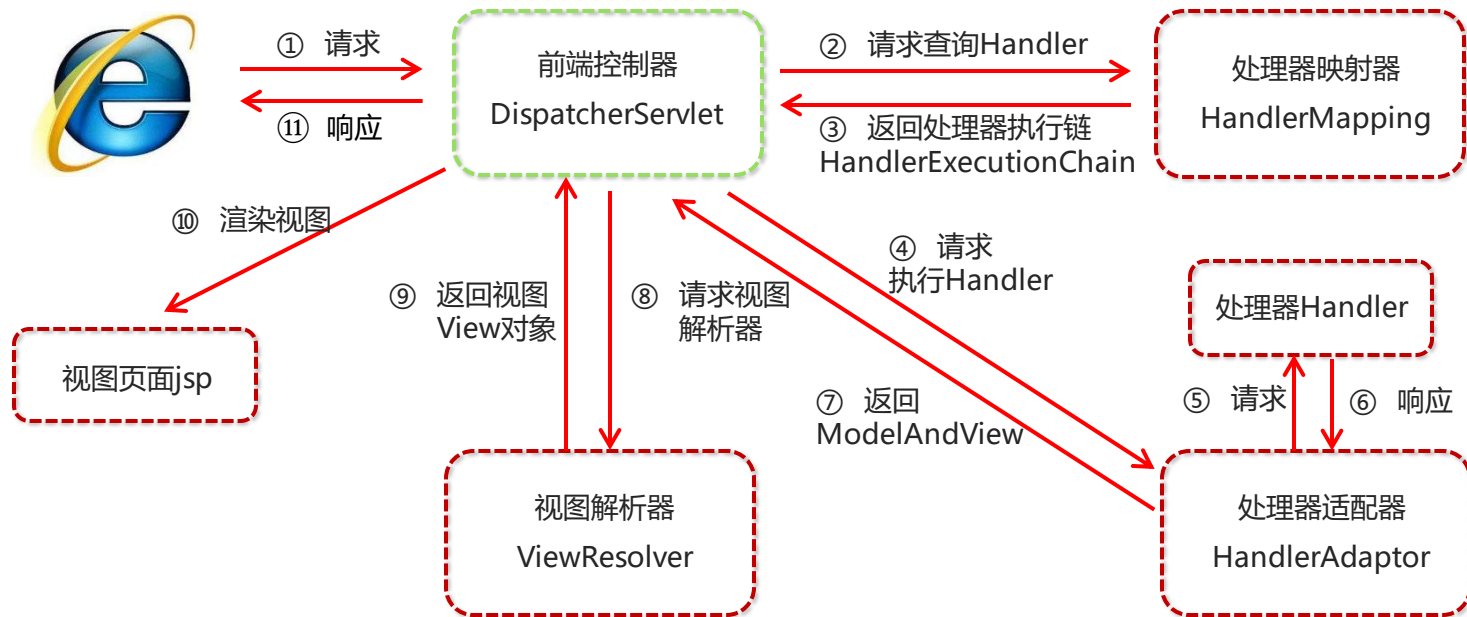 ① 请求
⑪ 响应
前端控制器
DispatcherServlet
② 请求查询Handler
③ 返回处理器执行链
HandlerExecutionChain
处理器映射器
HandlerMapping
⑩ 渲染视图
⑨ 返回视图
View对象
⑧ 请求视图
解析器
④ 请求
执行Handler
处理器Handler
视图页面jsp
⑦ 返回
ModelAndView
⑤ 请求
⑥ 响应
视图解析器
ViewResolver
处理器适配器
HandlerAdaptor